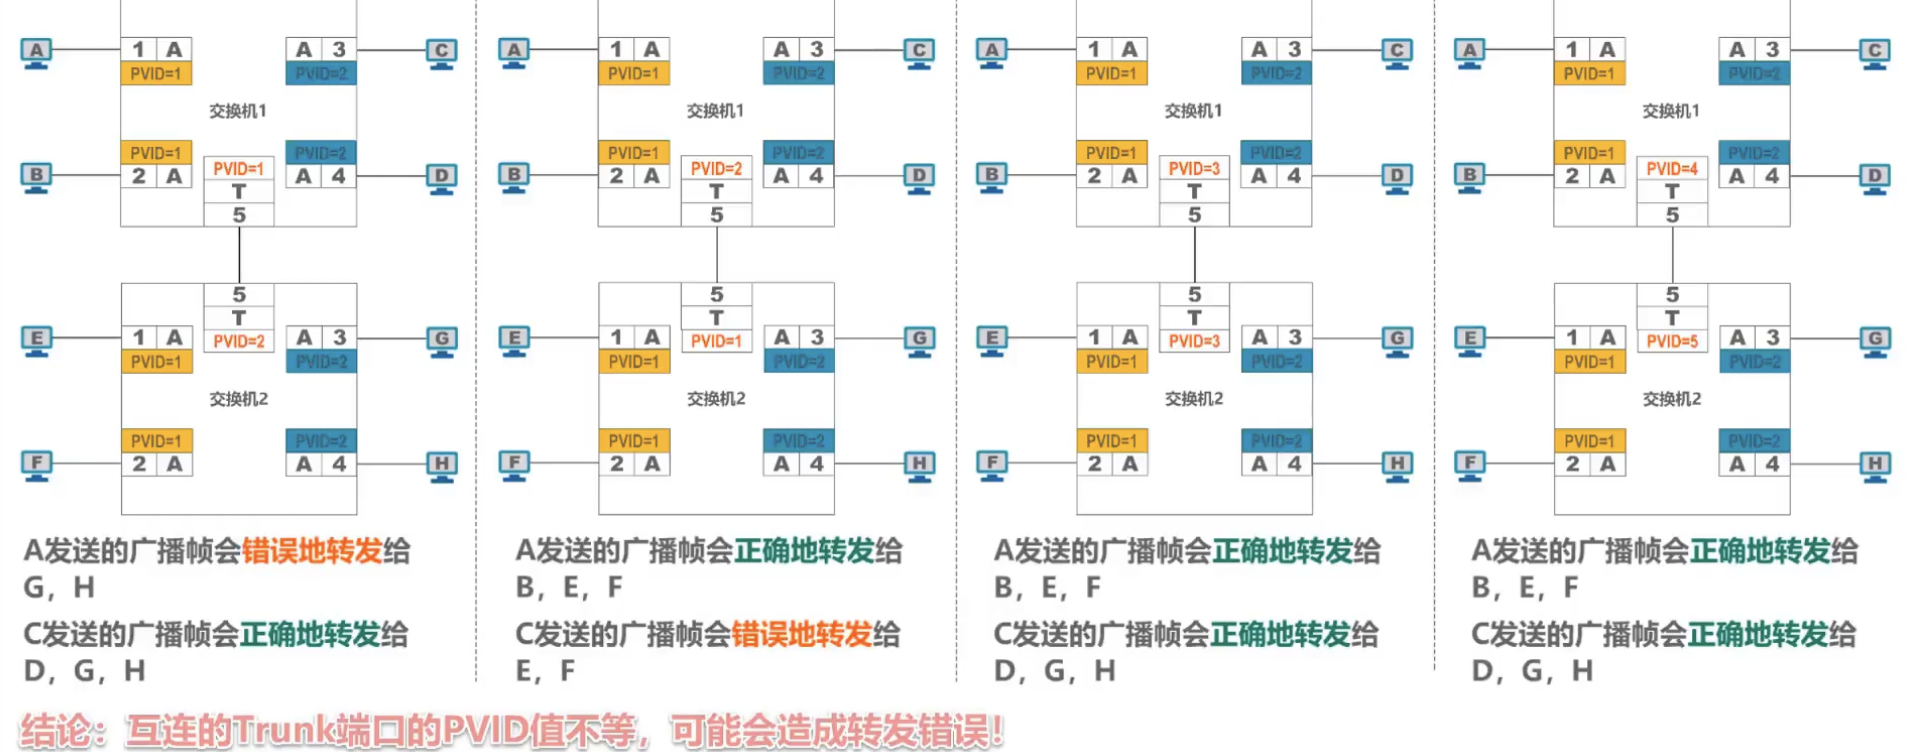 A
1 A
PVID=1
A 3
PVID=2
C
交换机1
B
PVID=1
2 A
PVID=1
T
5
PVID=2
A 4
D
5
T
PVID=2
E
1 A
PVID=1
A 3
PVID=2
G
交换机2
F
PVID=1
2 A
PVID=2
A 4
H
A发送的广播帧会错误地转发给
G，H
C发送的广播帧会正确地转发给
D，G，H
A
1 A
PVID=1
A 3
PVID=2
C
交换机1
B
PVID=1
2 A
PVID=2
T
5
PVID=2
A 4
D
5
T
PVID=1
E
1 A
PVID=1
A 3
PVID=2
G
交换机2
F
PVID=1
2 A
PVID=2
A 4
H
A发送的广播帧会正确地转发给
B，E，F
C发送的广播帧会错误地转发给
E，F
A
1 A
PVID=1
A 3
PVID=2
C
交换机1
B
PVID=1
2 A
PVID=3
T
5
PVID=2
A 4
D
5
T
PVID=3
E
1 A
PVID=1
A 3
PVID=2
G
交换机2
F
PVID=1
2 A
PVID=2
A 4
H
A发送的广播帧会正确地转发给
B，E，F
C发送的广播帧会正确地转发给
D，G，H
A
1 A
PVID=1
A 3
PVID=2
C
交换机1
B
PVID=1
2 A
PVID=4
T
5
PVID=2
A 4
D
5
T
PVID=5
E
1 A
PVID=1
A 3
PVID=2
G
交换机2
F
PVID=1
2 A
PVID=2
A 4
H
A发送的广播帧会正确地转发给
B，E，F
C发送的广播帧会正确地转发给
D，G，H
结论：互连的Trunk端口的PVID值不等，可能会造成转发错误！